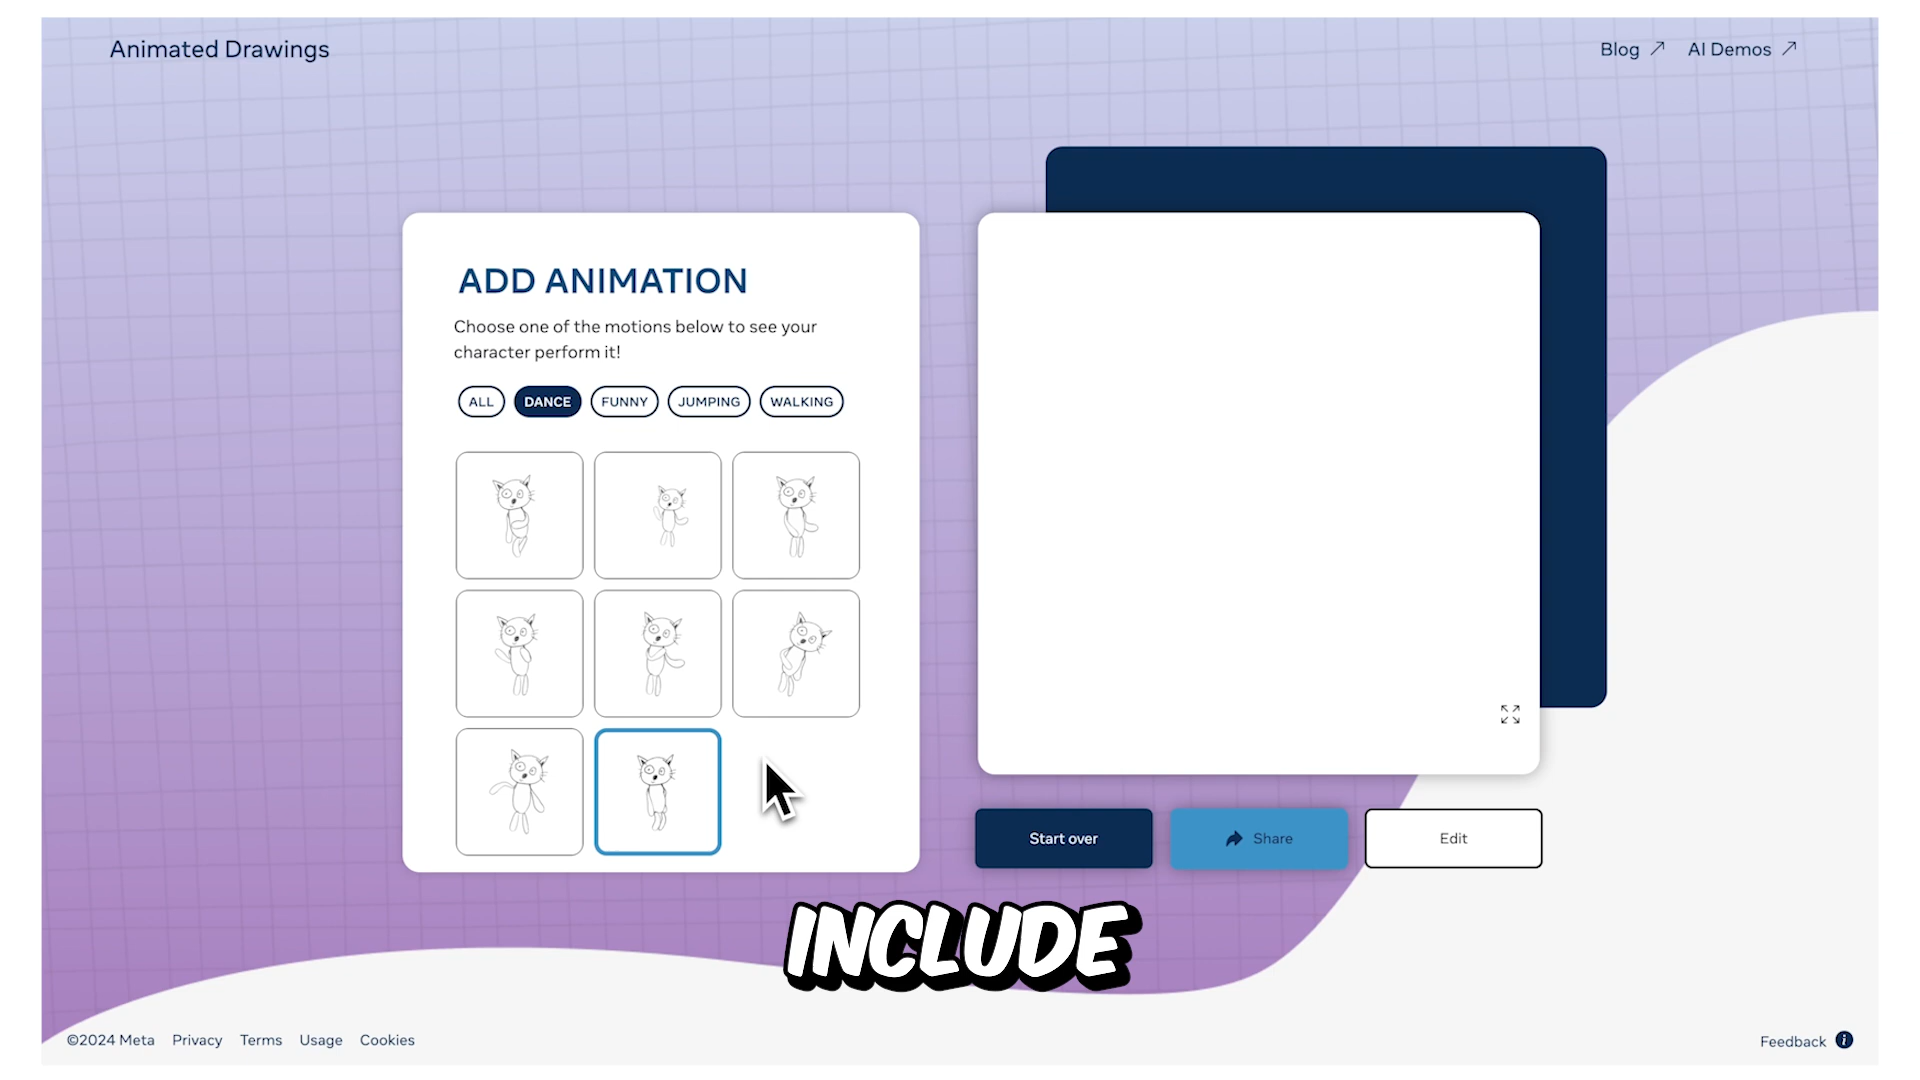 Animated Drawings
Blog
AI Demos
ADD ANIMATION
Choose one of the motions below to see your
character perform it!
ALL
DANCE
FUNNY
JUMPING
WALKING
Start over
Share
Edit
INCLUDE
©2024 Meta
Privacy
Terms
Usage
Cookies
Feedback
i